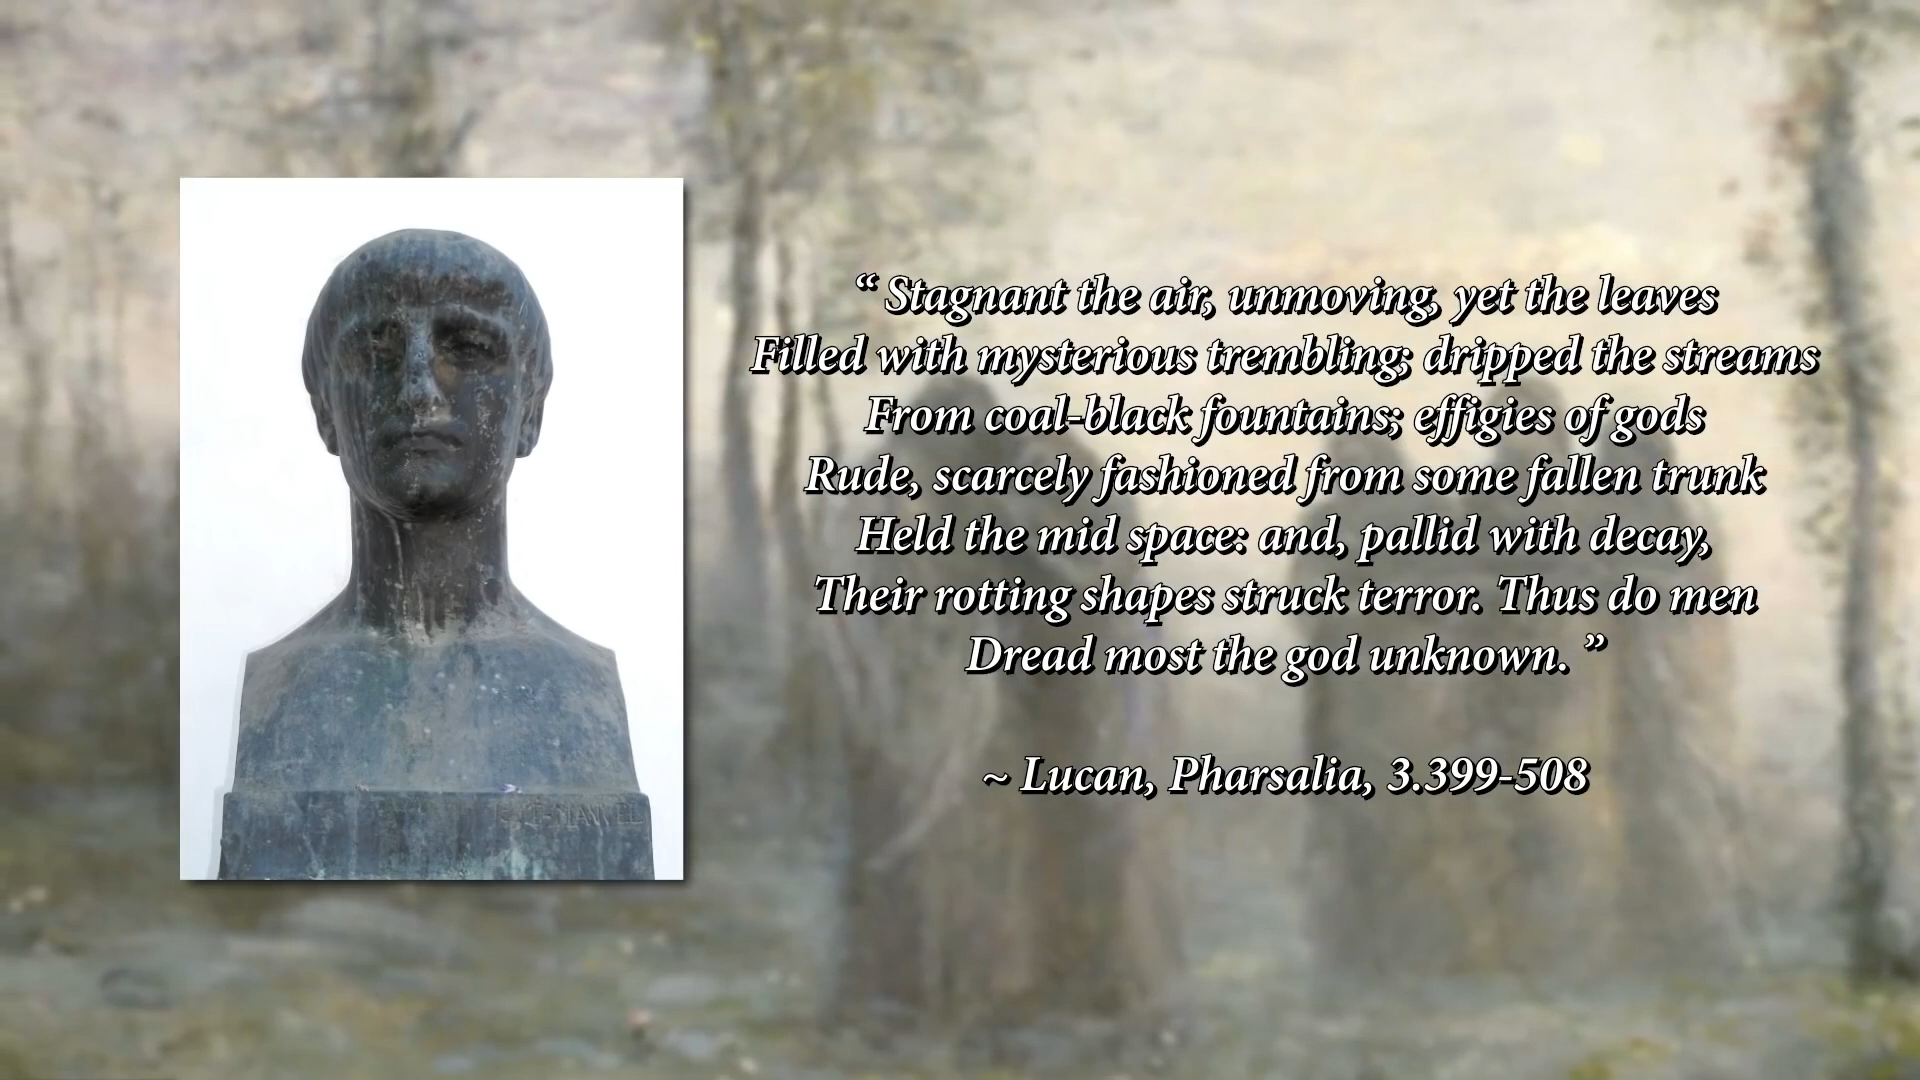 “ Stagnant the air, unmoving, yet the leaves
Filled with mysterious trembling; dripped the streams
From coal-black fountains; effigies of gods
Rude, scarcely fashioned from some fallen trunk
Held the mid space: and, pallid with decay,
Their rotting shapes struck terror. Thus do men
Dread most the god unknown. ”
~ Lucan, Pharsalia, 3.399-508